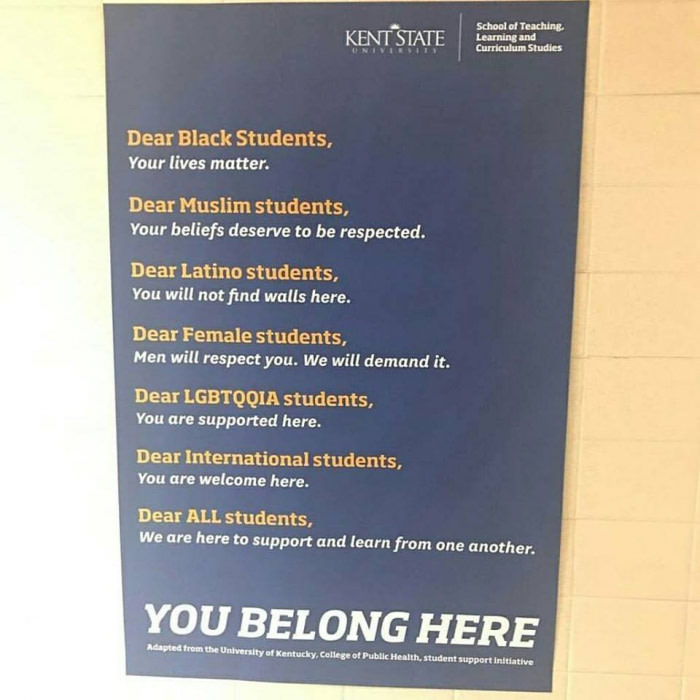 KENT STATE
UNIVERSITY
School of Teaching,
Learning and
Curriculum Studies
Dear Black Students,
Your lives matter.
Dear Muslim students,
Your beliefs deserve to be respected.
Dear Latino students,
You will not find walls here.
Dear Female students,
Men will respect you. We will demand it.
Dear LGBTQQIA students,
You are supported here.
Dear International students,
You are welcome here.
Dear ALL students,
We are here to support and learn from one another.
YOU BELONG HERE
Adapted from the University of Kentucky, College of Public Health, student support initiative